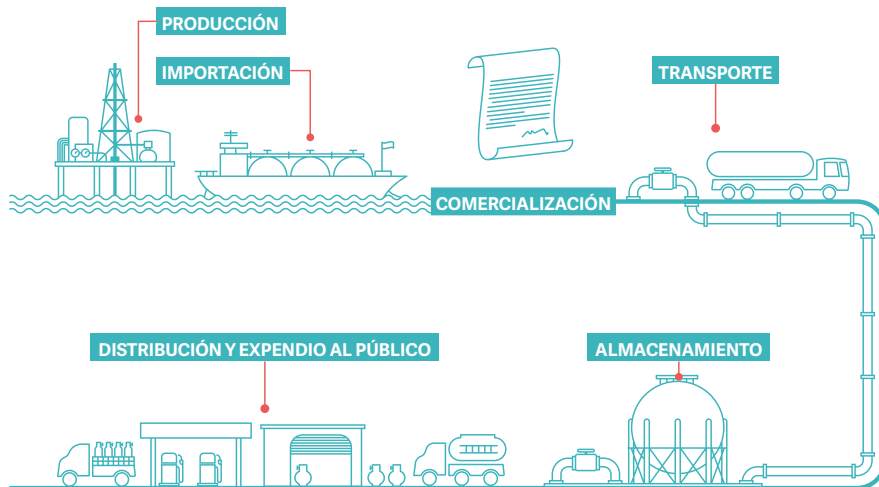 PRODUCCIÓN
IMPORTACIÓN
TRANSPORTE
COMERCIALIZACIÓN
DISTRIBUCIÓN Y EXPENDIO AL PÚBLICO
ALMACENAMIENTO